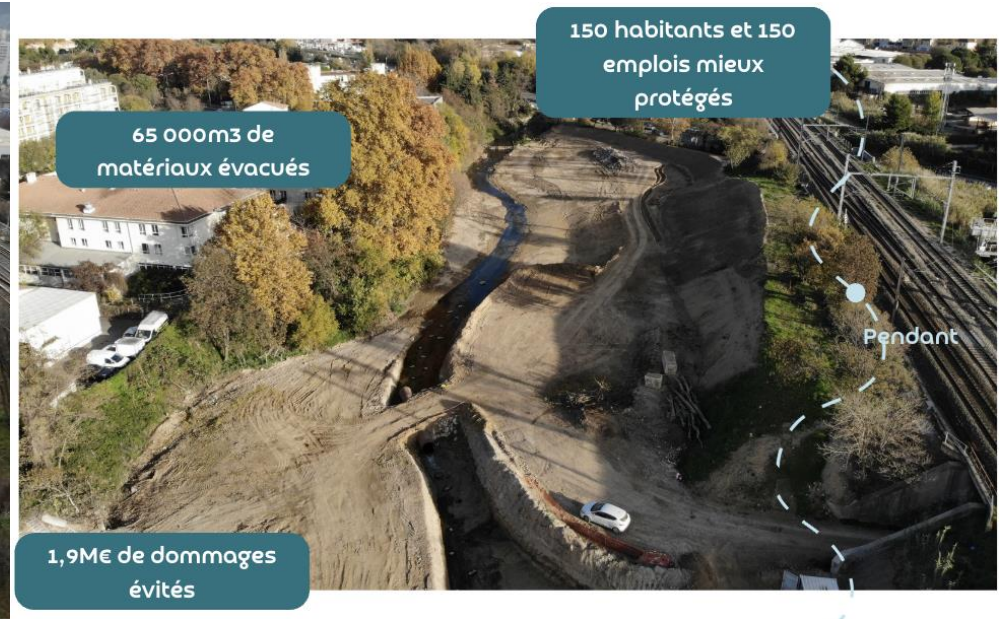 150 habitants et 150
emplois mieux
protégés
65 000m3 de
matériaux évacués
Pendant
1,9M€ de dommages
évités